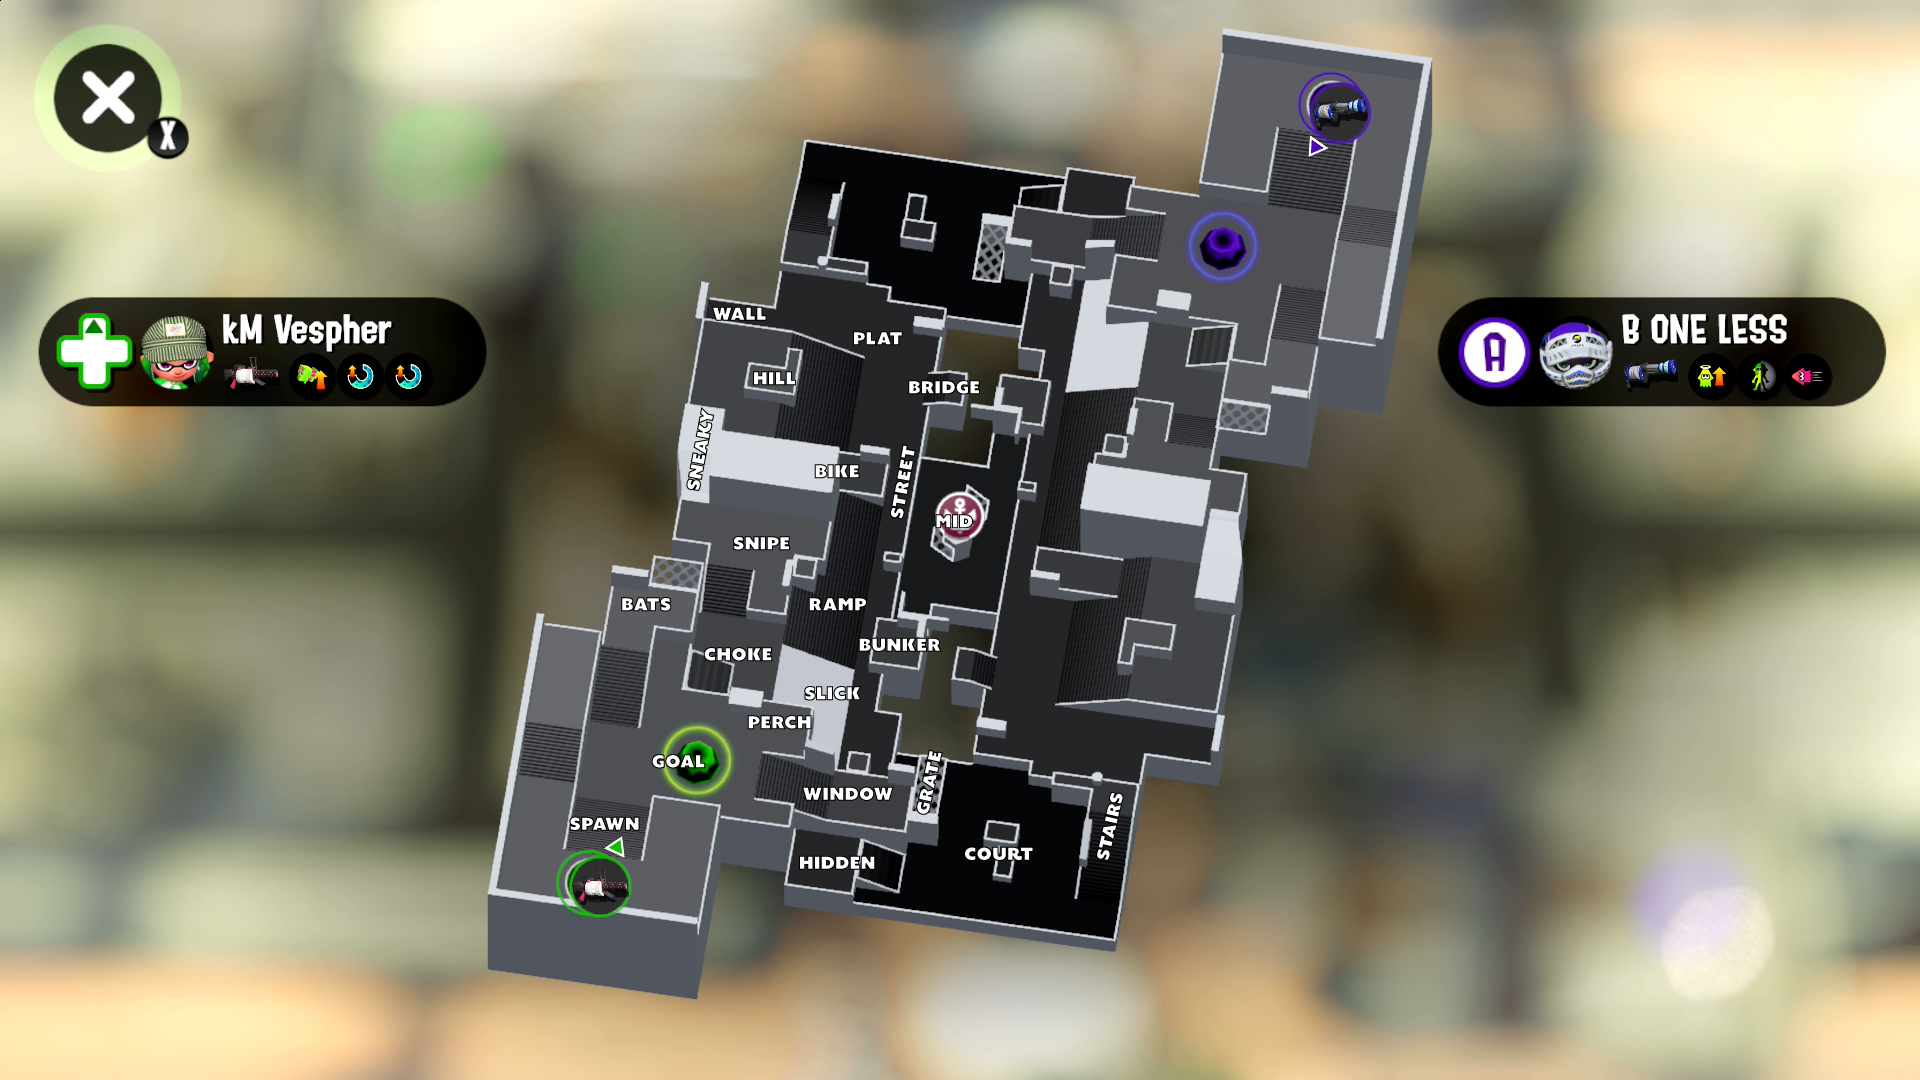 X
kM Vespher
A
B ONE LESS
3
WALL
PLAT
HILL
BRIDGE
SNEAKY
BIKE
STREET
MID
SNIPE
BATS
RAMP
BUNKER
CHOKE
SLICK
PERCH
GOAL
WINDOW
GRATE
STAIRS
SPAWN
HIDDEN
COURT